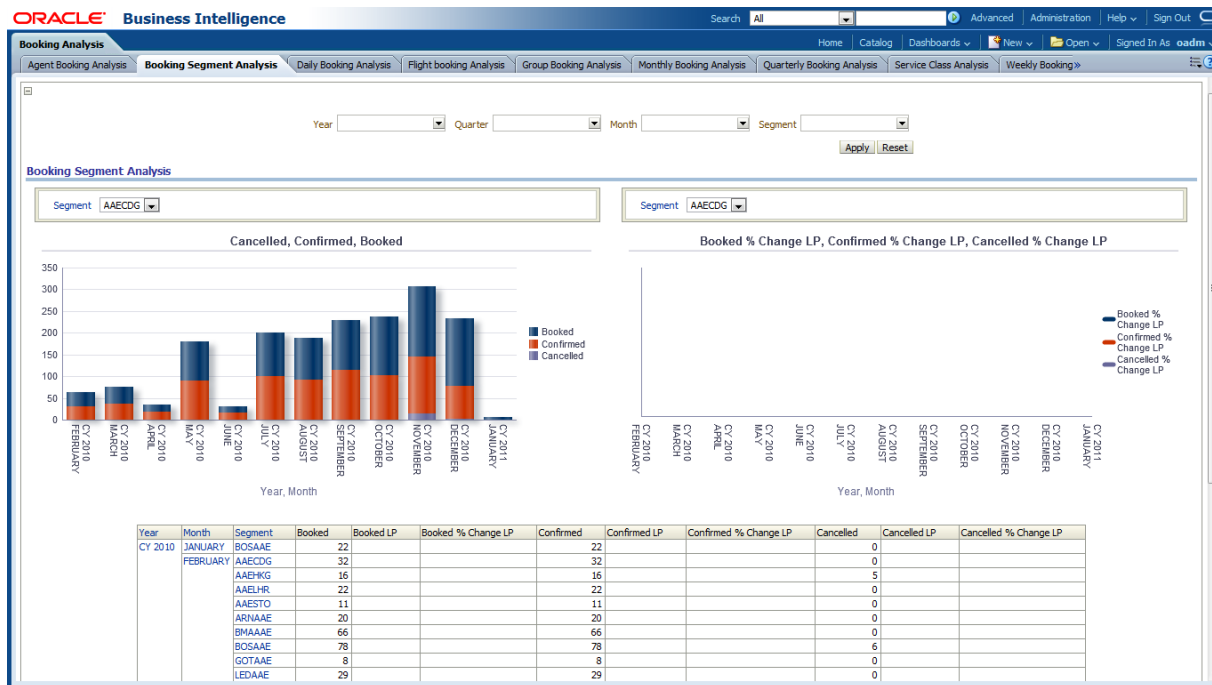 ORACLE Business Intelligence
Search All Advanced Administration Help Sign Out
Booking Analysis
Home Catalog Dashboards New Open Signed In As oadm
Agent Booking Analysis Booking Segment Analysis Daily Booking Analysis Flight booking Analysis Group Booking Analysis Monthly Booking Analysis Quarterly Booking Analysis Service Class Analysis Weekly Booking»
Year Quarter Month Segment
Apply Reset
Booking Segment Analysis
Segment AAECDG
Segment AAECDG
Cancelled, Confirmed, Booked
350
300
250
200
150
100
50
0
Booked
Confirmed
Cancelled
CY 2010 FEBRUARY
CY 2010 MARCH
CY 2010 APRIL
CY 2010 MAY
CY 2010 JUNE
CY 2010 JULY
CY 2010 AUGUST
CY 2010 SEPTEMBER
CY 2010 OCTOBER
CY 2010 NOVEMBER
CY 2010 DECEMBER
CY 2011 JANUARY
Year, Month
Booked % Change LP, Confirmed % Change LP, Cancelled % Change LP
Booked %
Change LP
Confirmed %
Change LP
Cancelled %
Change LP
CY 2010 FEBRUARY
CY 2010 MARCH
CY 2010 APRIL
CY 2010 MAY
CY 2010 JUNE
CY 2010 JULY
CY 2010 AUGUST
CY 2010 SEPTEMBER
CY 2010 OCTOBER
CY 2010 NOVEMBER
CY 2010 DECEMBER
CY 2011 JANUARY
Year, Month
Year Month Segment Booked Booked LP Booked % Change LP Confirmed Confirmed LP Confirmed % Change LP Cancelled Cancelled LP Cancelled % Change LP
CY 2010 JANUARY BOSAAE 22 22 0
FEBRUARY AAECDG 32 32 0
AAEHKG 16 16 5
AAELHR 22 22 0
AAESTO 11 11 0
ARNAAE 20 20 0
BMAAAE 66 66 0
BOSAAE 78 78 6
GOTAAE 8 8 0
LEDAAE 29 29 0